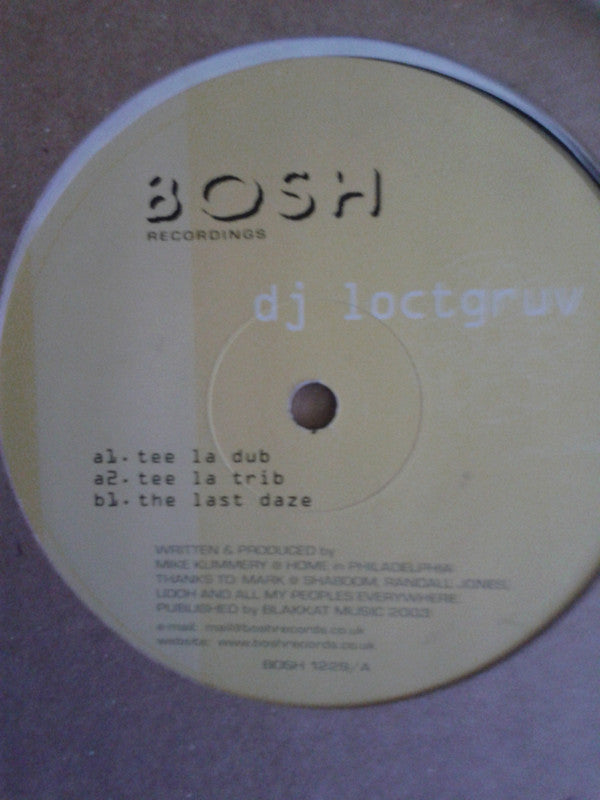 BOSH
RECORDINGS
dj loctgruv
a1. tee la dub
a2. tee la trib
b1. the last daze
WRITTEN & PRODUCED by
MIKE KUMMERY @ HOME in PHILADELPHIA
THANKS TO: MARK @ SHABOOM, RANDALL JONES,
UDOH AND ALL MY PEOPLES EVERYWHERE.
PUBLISHED by BLAKKAT MUSIC 2003
e-mail: mail@boshrecords.co.uk
website: www.boshrecords.co.uk
BOSH 1229/A